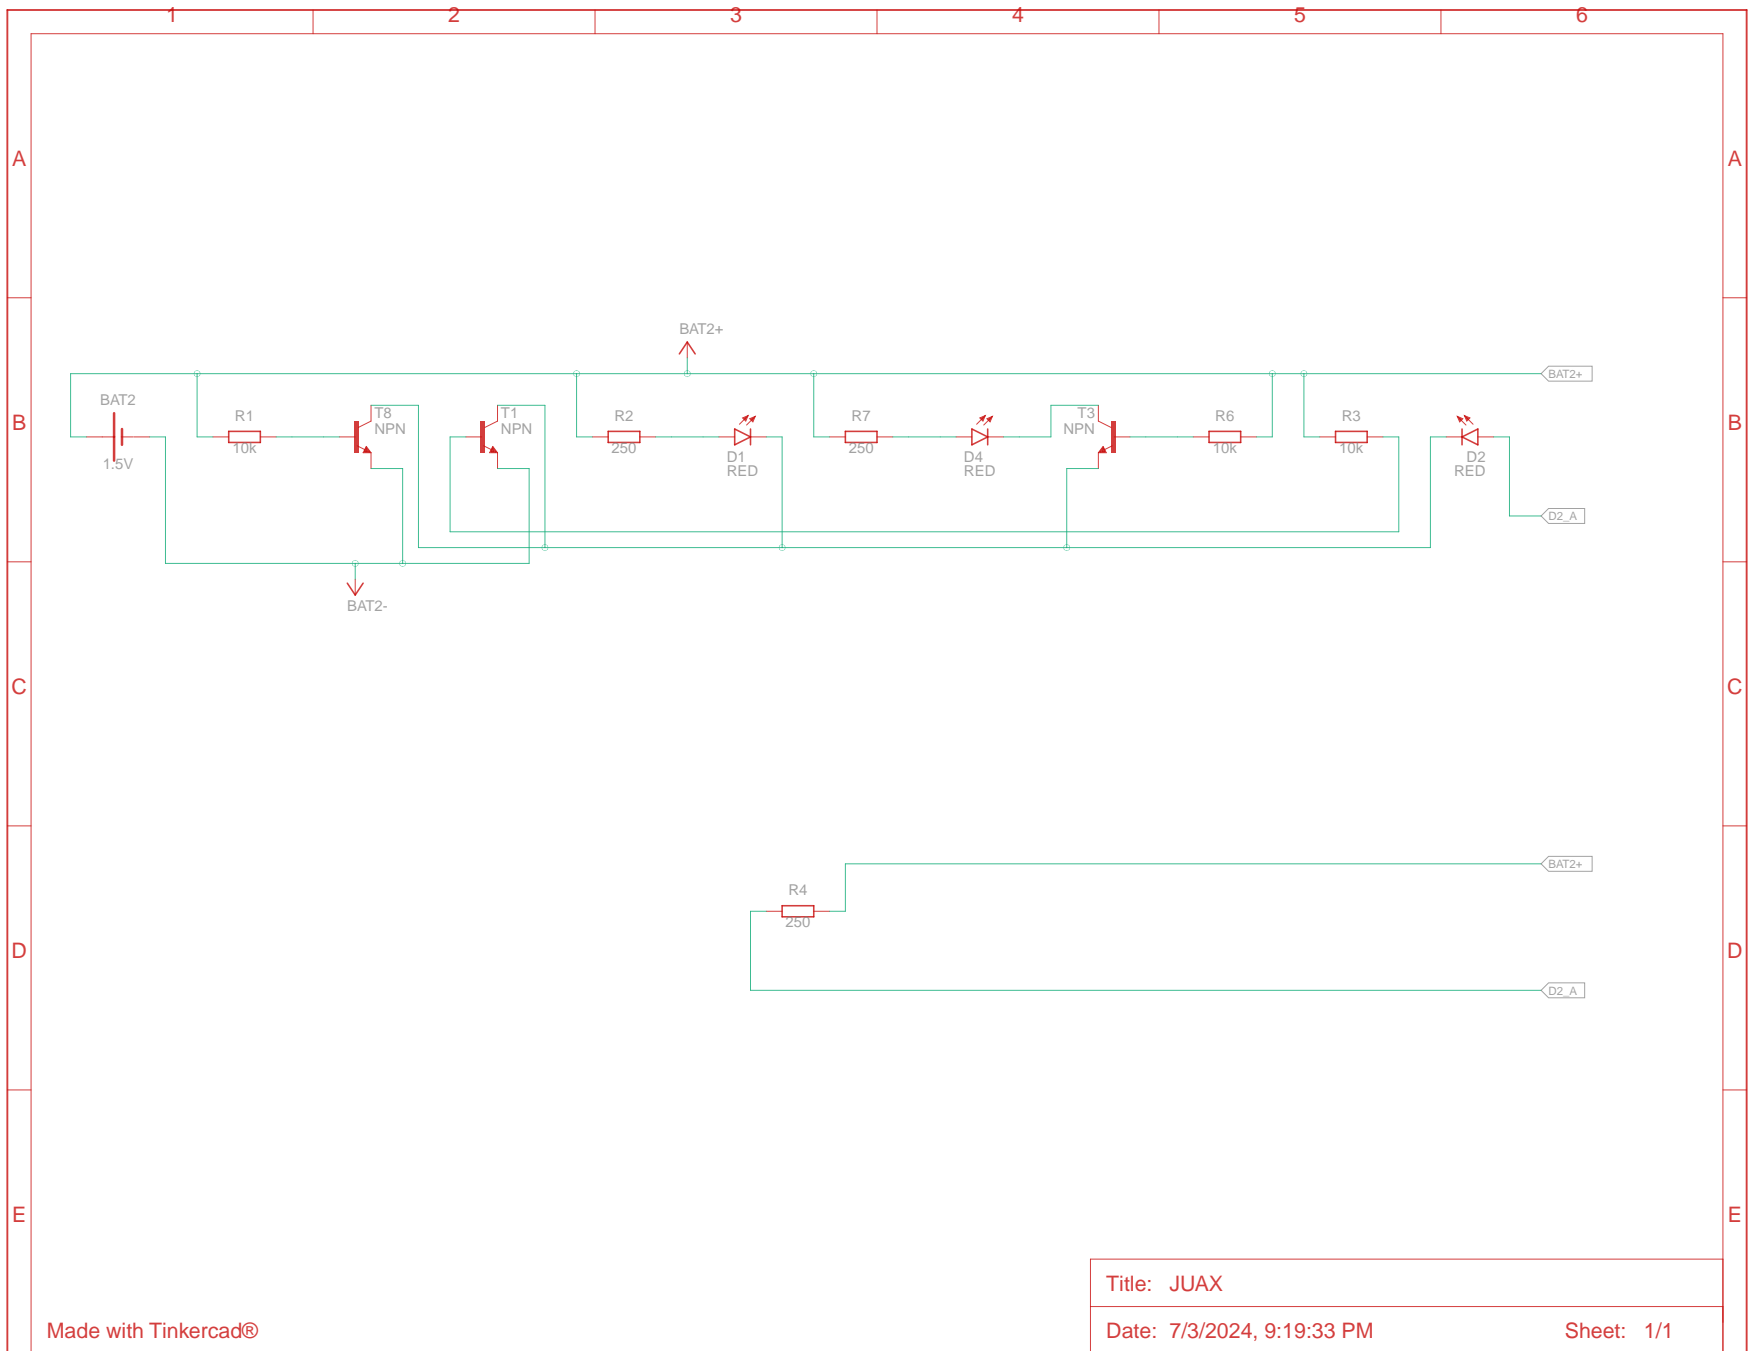 1 2 3 4 5 6
A A
BAT2+
BAT2+
B B
BAT2
R1
T8
NPN
T1
NPN
R2
R7
T3
NPN
R6
R3
10k
250
250
10k
10k
1.5V
D1
RED
D4
RED
D2
RED
D2_A
BAT2-
C C
BAT2+
R4
250
D D
D2_A
E E
Title: JUAX
Made with Tinkercad®
Date: 7/3/2024, 9:19:33 PM Sheet: 1/1